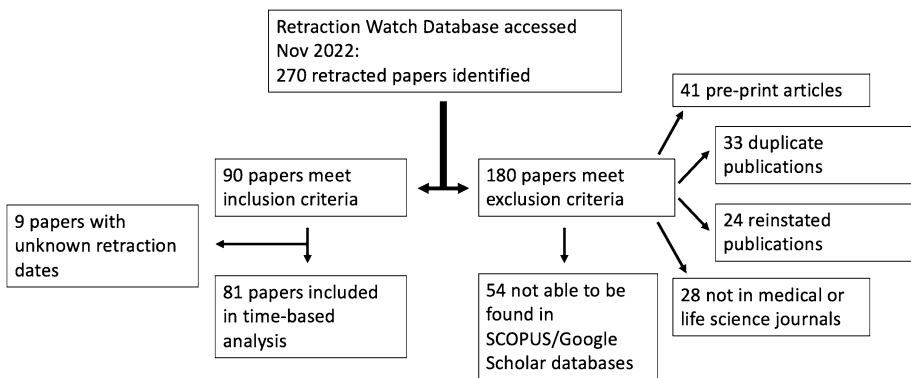 Retraction Watch Database accessed
Nov 2022:
270 retracted papers identified
41 pre-print articles
33 duplicate
publications
90 papers meet
inclusion criteria
180 papers meet
exclusion criteria
24 reinstated
publications
9 papers with
unknown retraction
dates
81 papers included
in time-based
analysis
54 not able to be
found in
SCOPUS/Google
Scholar databases
28 not in medical or
life science journals